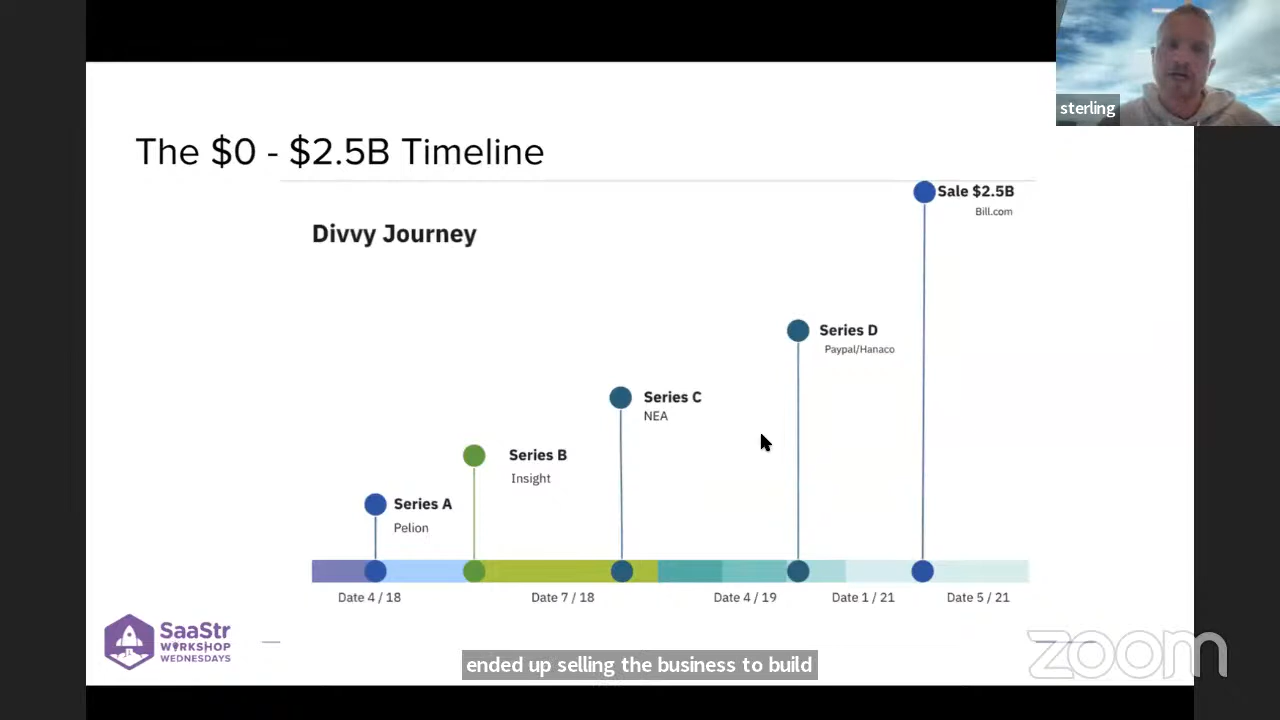 sterling
The $0 - $2.5B Timeline
Sale $2.5B
Bill.com
Divvy Journey
Series D
Paypal/Hanaco
Series C
NEA
Series B
Insight
Series A
Pelion
Date 4 / 18
Date 7 / 18
Date 4 / 19
Date 1 / 21
Date 5 / 21
SaaStr
WORKSHOP
WEDNESDAYS
zoom
ended up selling the business to build